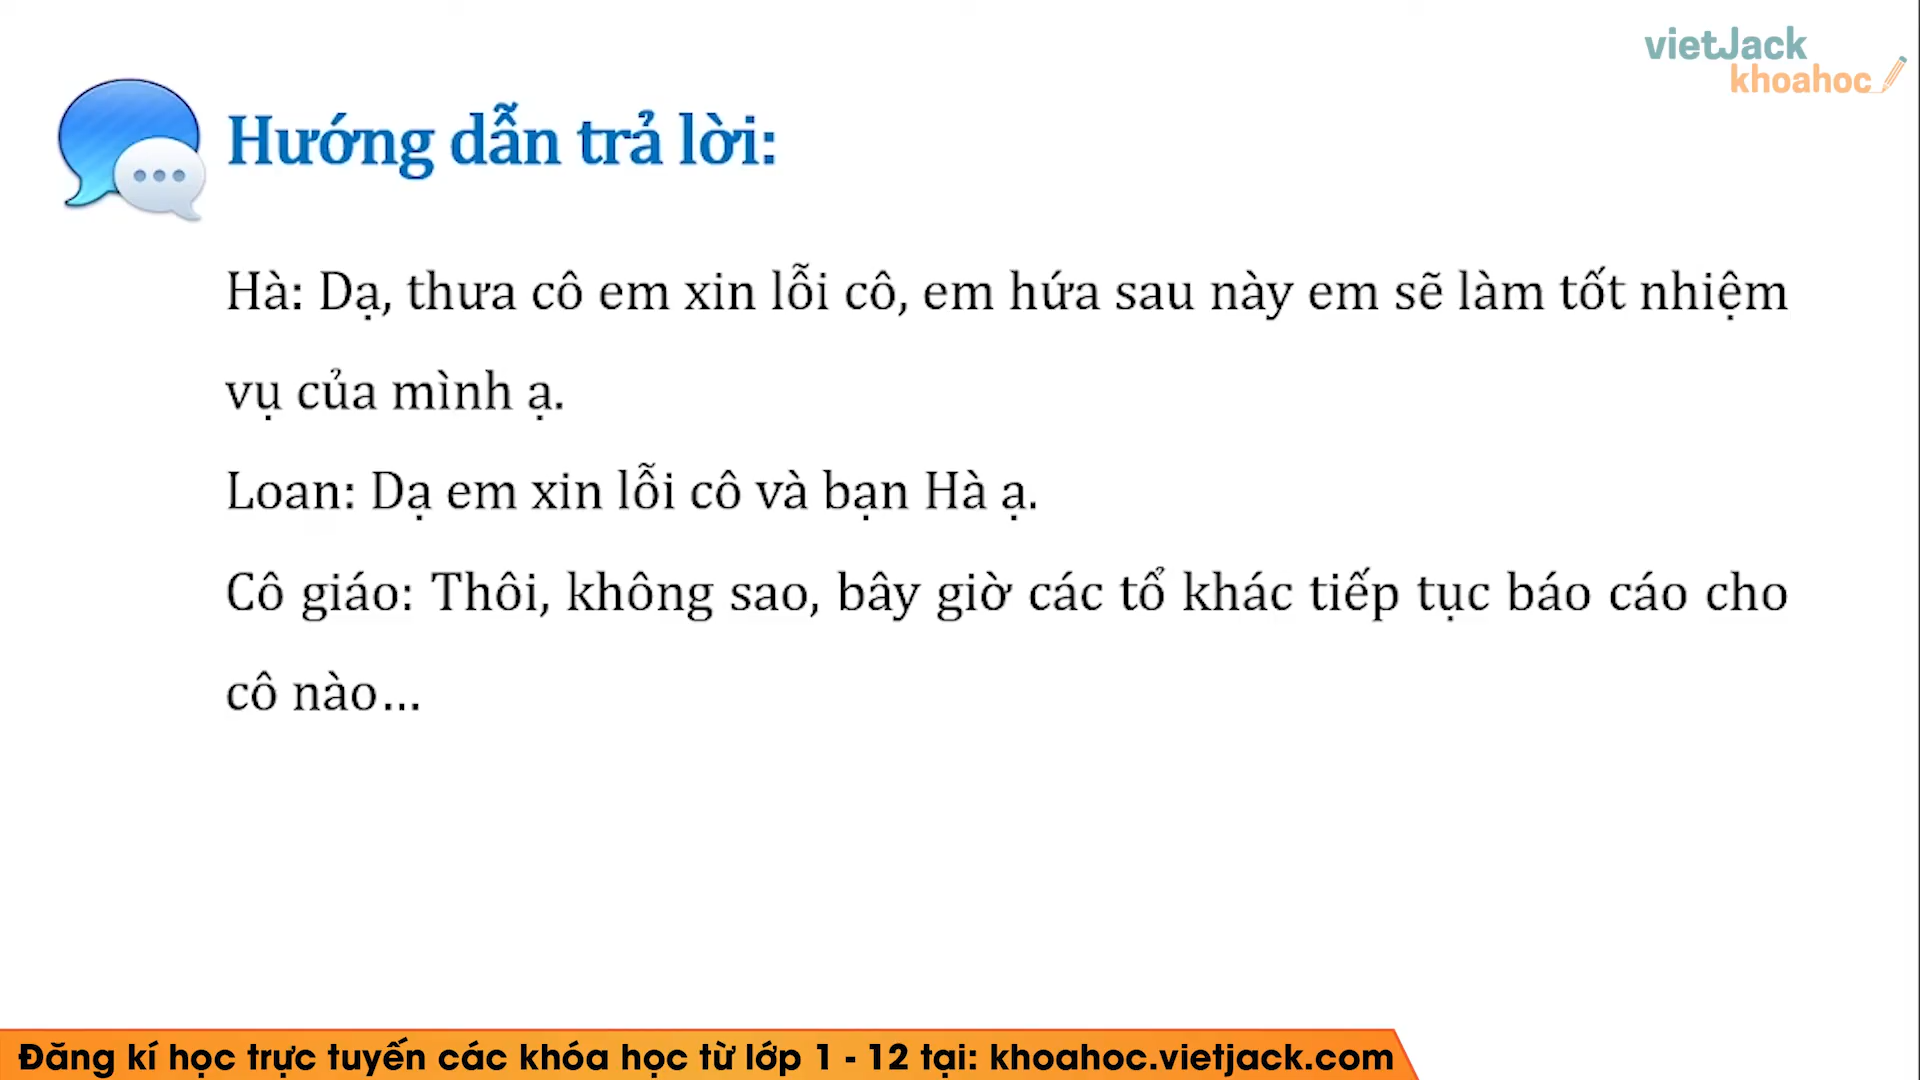 vietJack
khoahoc
Hướng dẫn trả lời:
Hà: Dạ, thưa cô em xin lỗi cô, em hứa sau này em sẽ làm tốt nhiệm
vụ của mình ạ.
Loan: Dạ em xin lỗi cô và bạn Hà ạ.
Cô giáo: Thôi, không sao, bây giờ các tổ khác tiếp tục báo cáo cho
cô nào...
Đăng kí học trực tuyến các khóa học từ lớp 1 - 12 tại: khoahoc.vietjack.com